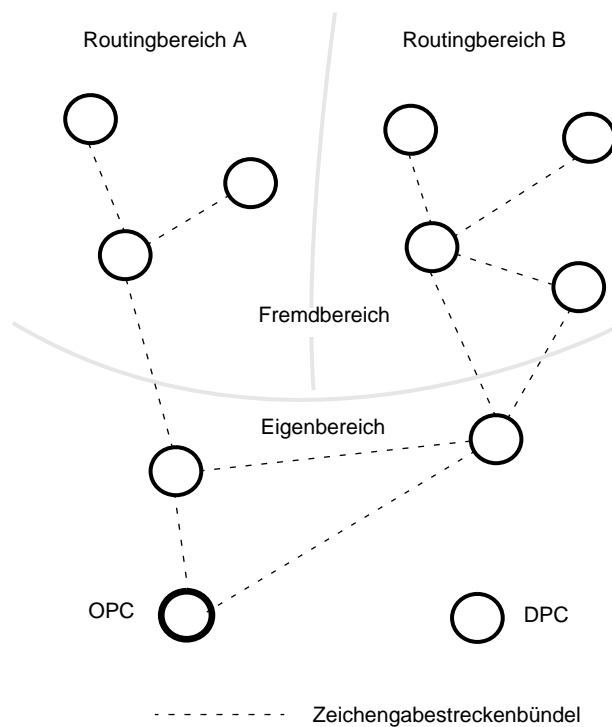 Routingbereich A
Routingbereich B
Fremdbereich
Eigenbereich
OPC
DPC
Zeichengabestreckenbündel